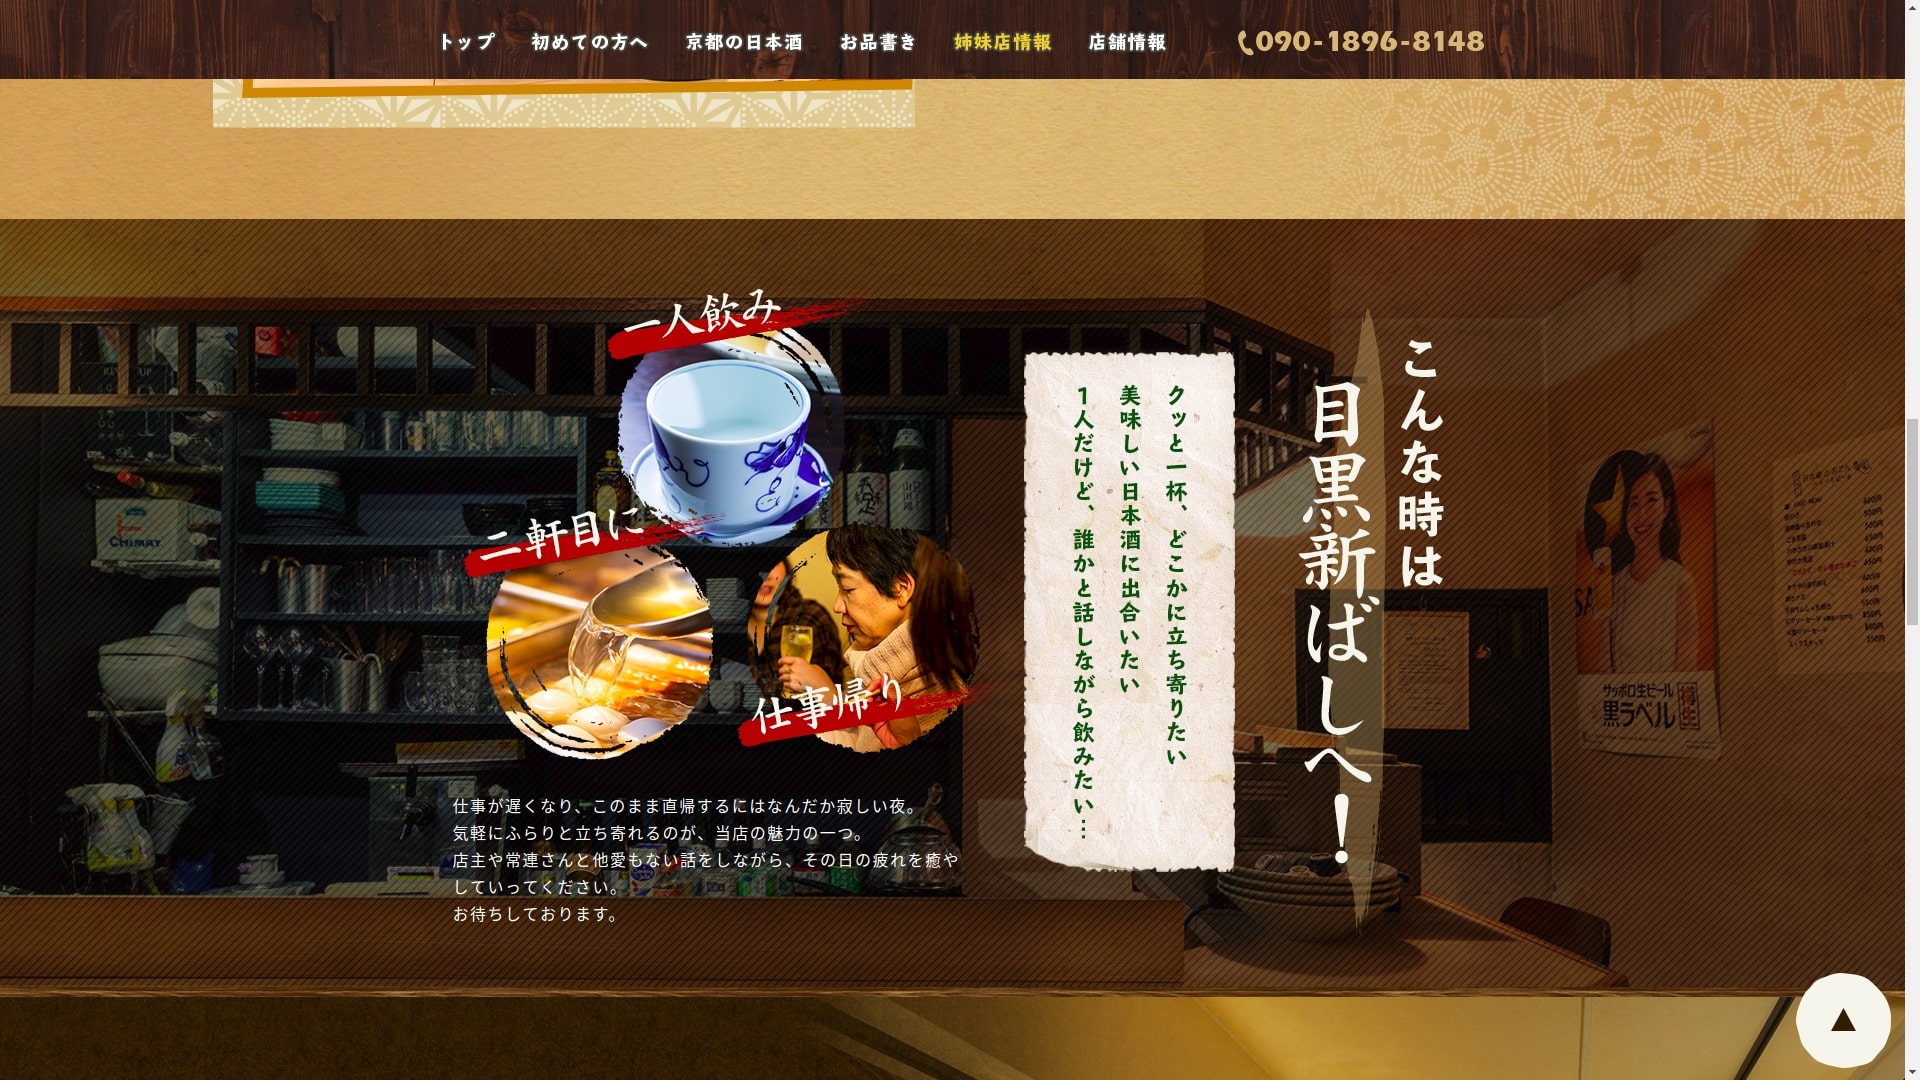 トップ
初めての方へ
京都の日本酒
お品書き
姉妹店情報
店舗情報
090-1896-8148
こんな時は
目黒新ばしへ！
クッと一杯、どこかに立ち寄りたい
美味しい日本酒に出合いたい
1人だけど、誰かと話しながら飲みたい…
一人飲み
二軒目に
仕事帰り
仕事が遅くなり、このまま直帰するにはなんだか寂しい夜。
気軽にふらりと立ち寄れるのが、当店の魅力の一つ。
店主や常連さんと他愛もない話をしながら、その日の疲れを癒や
していってください。
お待ちしております。
CHIMAY
サッポロ生ビール
黒ラベル
▲